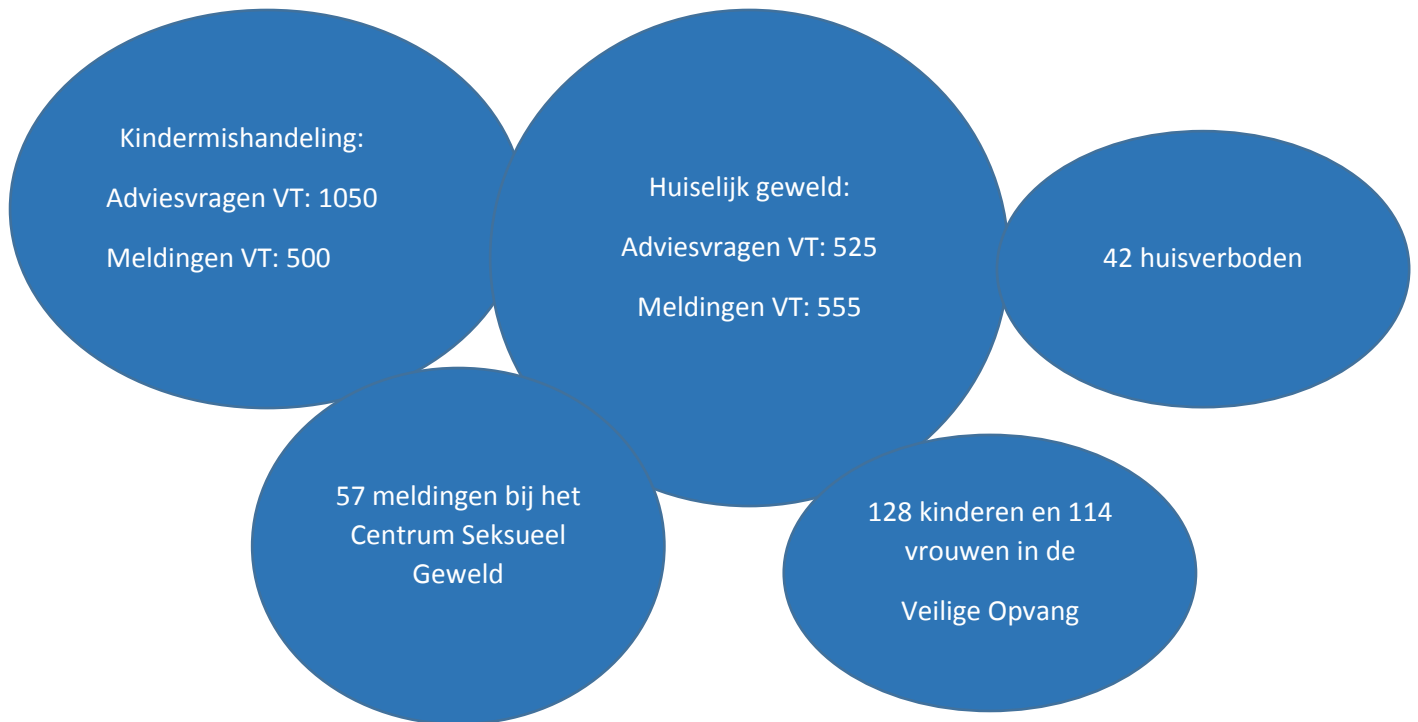 Kindermishandeling:
Adviesvragen VT: 1050
Meldingen VT: 500
Huiselijk geweld:
Adviesvragen VT: 525
Meldingen VT: 555
42 huisverboden
57 meldingen bij het
Centrum Seksueel
Geweld
128 kinderen en 114
vrouwen in de
Veilige Opvang